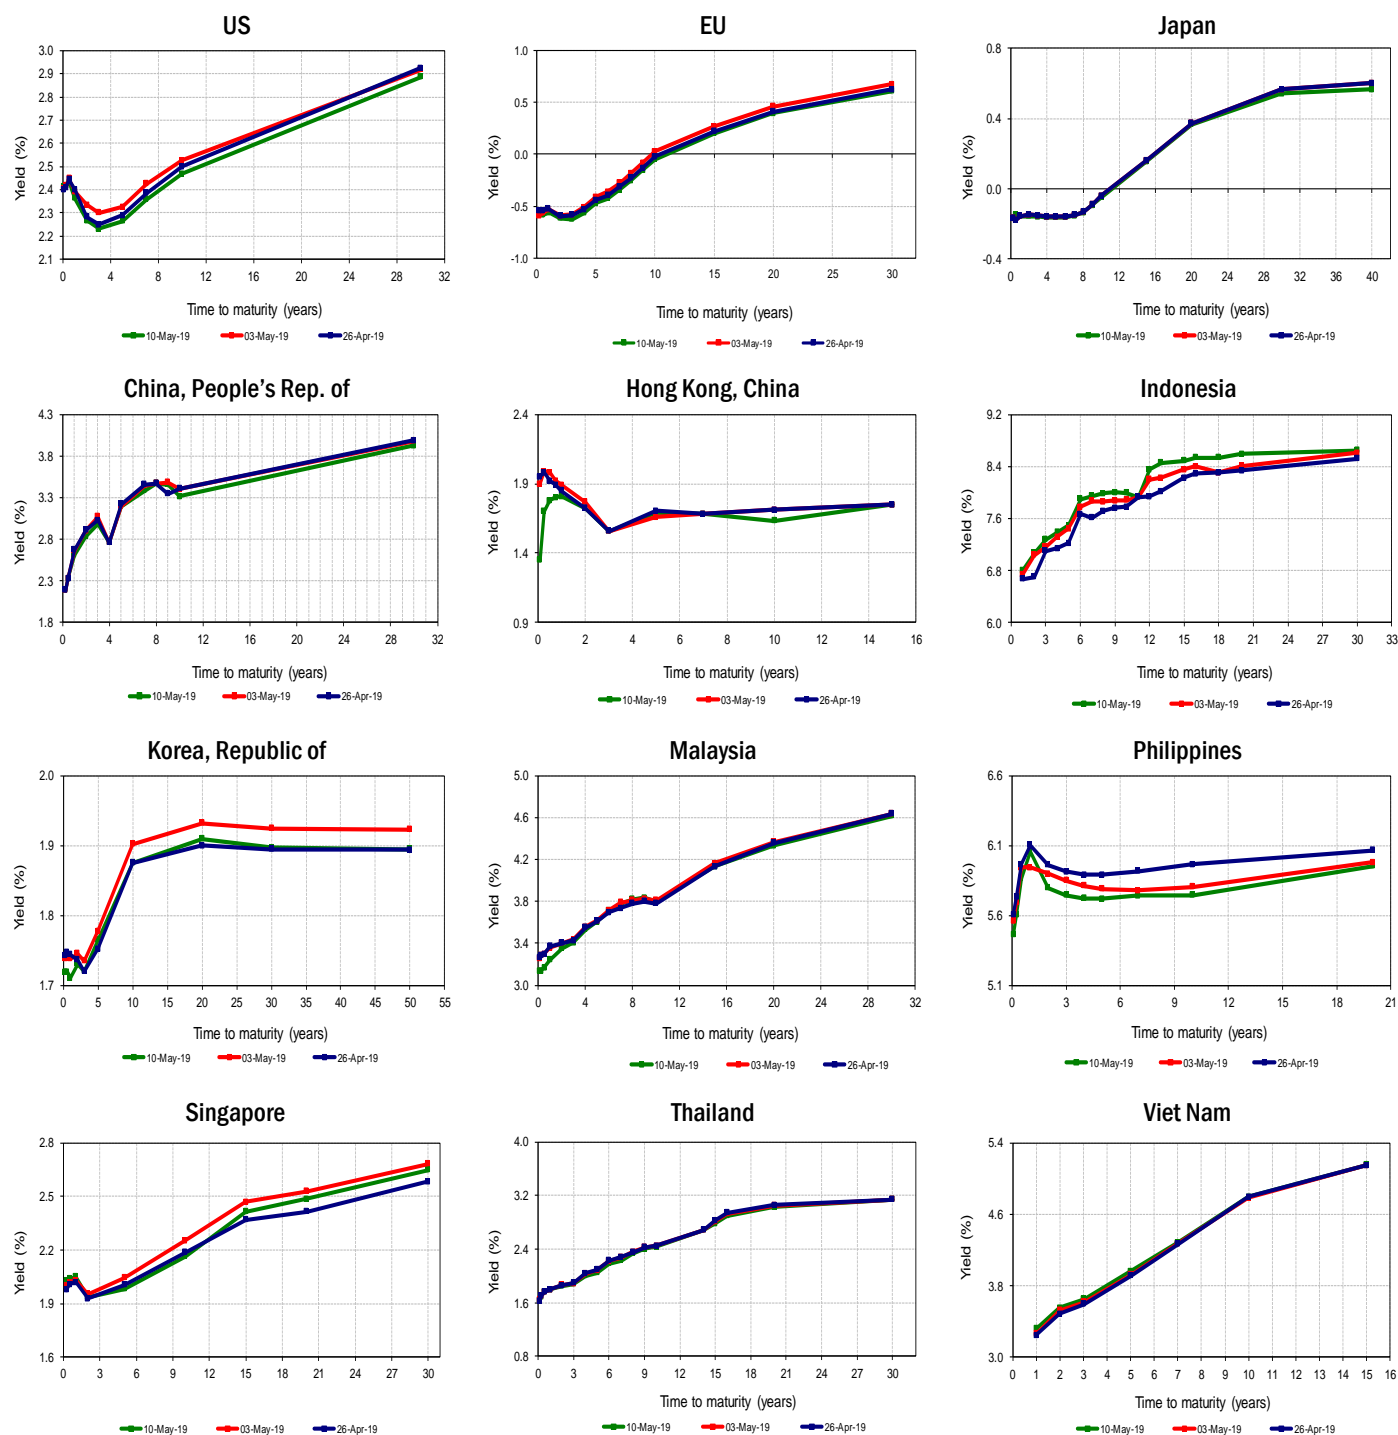 US
EU
Japan
3.0
2.9
2.8
2.7
2.6
2.5
2.4
2.3
2.2
2.1
Yield (%)
0 4 8 12 16 20 24 28 32
Time to maturity (years)
10-May-19 03-May-19 26-Apr-19
1.0
0.5
0.0
-0.5
-1.0
Yield (%)
0 5 10 15 20 25 30
Time to maturity (years)
10-May-19 03-May-19 26-Apr-19
0.8
0.4
0.0
-0.4
Yield (%)
0 4 8 12 16 20 24 28 32 36 40
Time to maturity (years)
10-May-19 03-May-19 26-Apr-19
China, People's Rep. of
Hong Kong, China
Indonesia
4.3
3.8
3.3
2.8
2.3
1.8
Yield (%)
0 4 8 12 16 20 24 28 32
Time to maturity (years)
10-May-19 03-May-19 26-Apr-19
2.4
1.9
1.4
0.9
Yield (%)
0 2 4 6 8 10 12 14 16
Time to maturity (years)
10-May-19 03-May-19 26-Apr-19
9.2
8.4
7.6
6.8
6.0
Yield (%)
0 3 6 9 12 15 18 21 24 27 30 33
Time to maturity (years)
10-May-19 03-May-19 26-Apr-19
Korea, Republic of
Malaysia
Philippines
2.0
1.9
1.8
1.7
Yield (%)
0 5 10 15 20 25 30 35 40 45 50 55
Time to maturity (years)
10-May-19 03-May-19 26-Apr-19
5.0
4.6
4.2
3.8
3.4
3.0
Yield (%)
0 4 8 12 16 20 24 28 32
Time to maturity (years)
10-May-19 03-May-19 26-Apr-19
6.6
6.1
5.6
5.1
Yield (%)
0 3 6 9 12 15 18 21
Time to maturity (years)
10-May-19 03-May-19 26-Apr-19
Singapore
Thailand
Viet Nam
2.8
2.5
2.2
1.9
1.6
Yield (%)
0 3 6 9 12 15 18 21 24 27 30
Time to maturity (years)
10-May-19 03-May-19 26-Apr-19
4.0
3.2
2.4
1.6
0.8
Yield (%)
0 3 6 9 12 15 18 21 24 27 30
Time to maturity (years)
10-May-19 03-May-19 26-Apr-19
5.4
4.6
3.8
3.0
Yield (%)
0 1 2 3 4 5 6 7 8 9 10 11 12 13 14 15 16
Time to maturity (years)
10-May-19 03-May-19 26-Apr-19